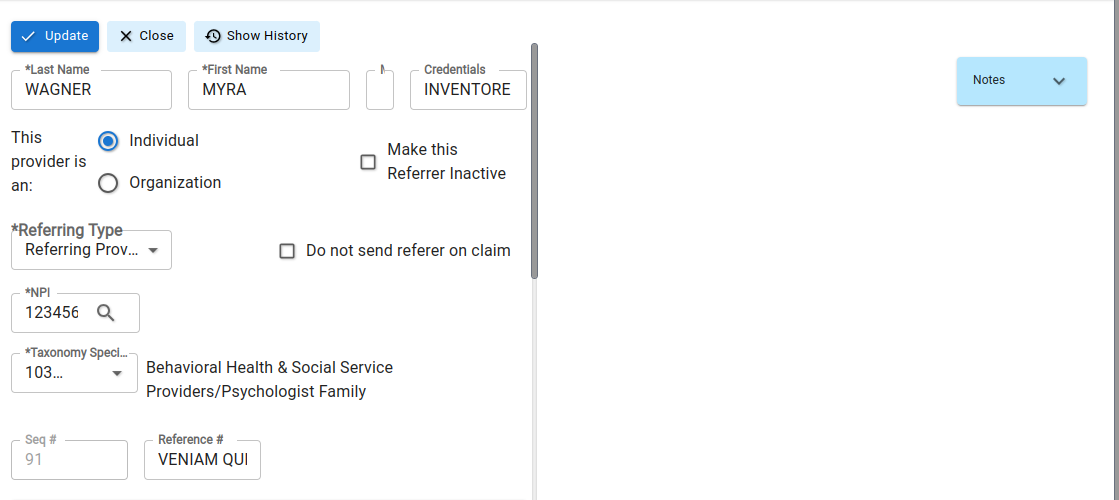 Update
Close
Show History
*Last Name
WAGNER
*First Name
MYRA
Credentials
INVENTORE
Notes
This
provider is
an:
Individual
Organization
Make this
Referrer Inactive
*Referring Type
Referring Prov...
Do not send referer on claim
*NPI
123456
*Taxonomy Speci...
103...
Behavioral Health & Social Service
Providers/Psychologist Family
Seq #
91
Reference #
VENIAM QUI